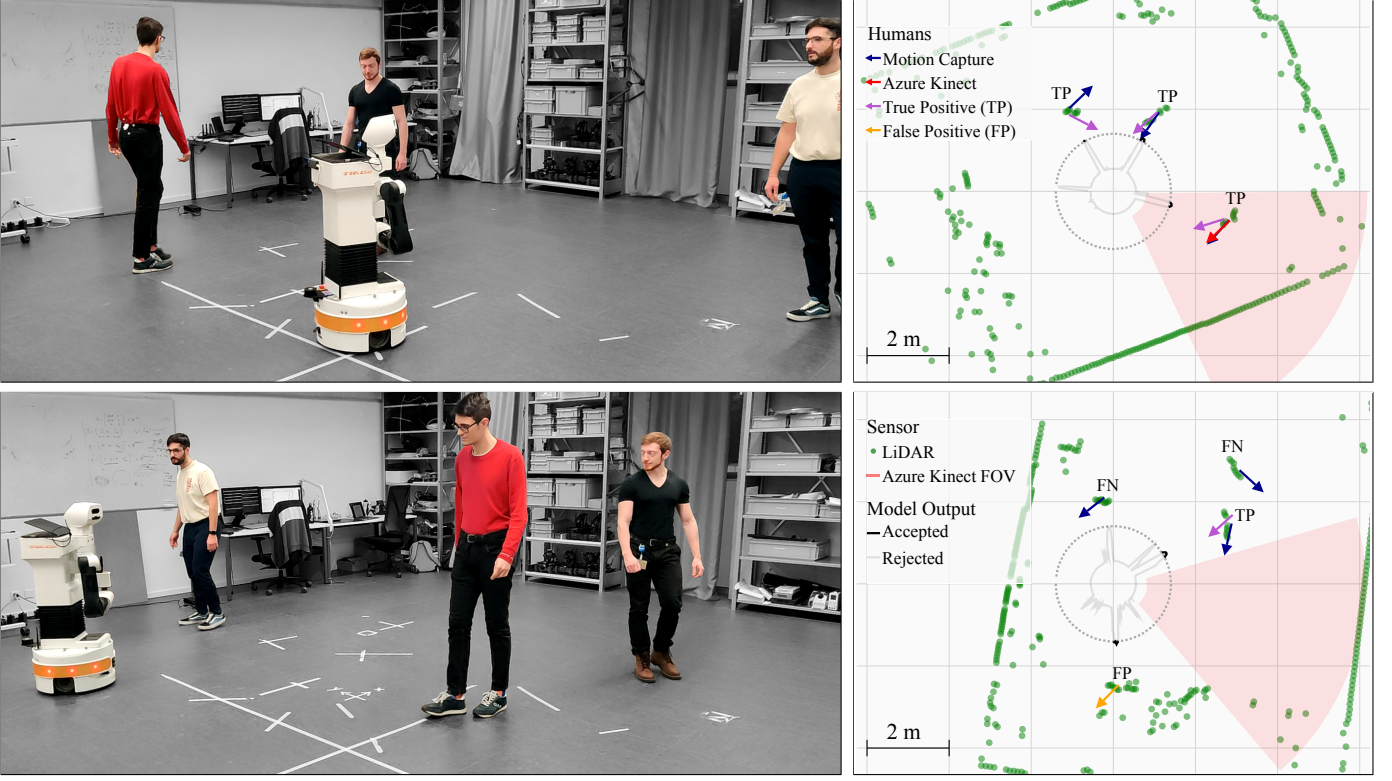 Humans
Motion Capture
Azure Kinect
True Positive (TP)
False Positive (FP)
TP
TP
TP
2 m
Sensor
LiDAR
Azure Kinect FOV
Model Output
Accepted
Rejected
FN
FN
TP
FP
2 m